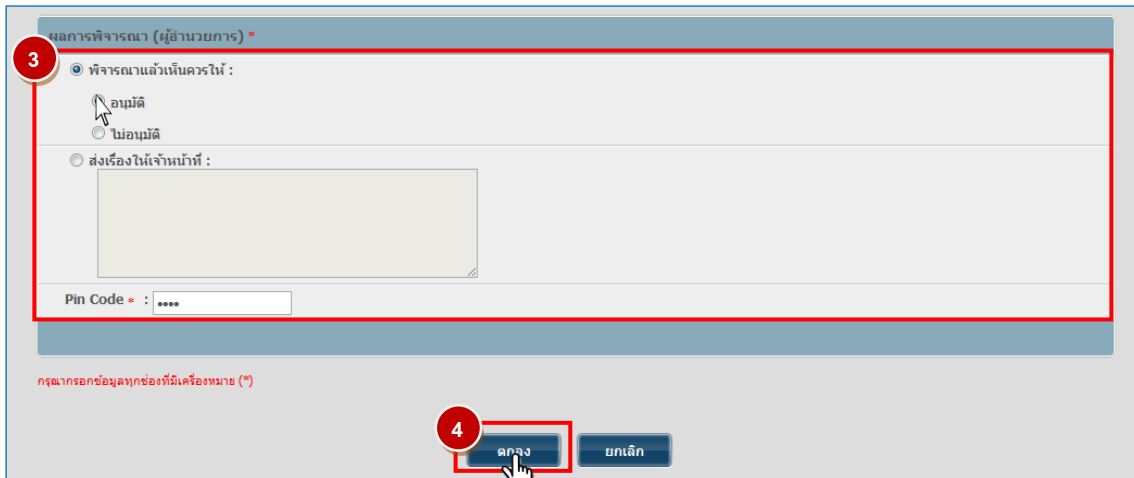 ผลการพิจารณา (ผู้อำนวยการ) *
3
พิจารณาแล้วเห็นควรให้ :
อนุมัติ
ไม่อนุมัติ
ส่งเรื่องให้เจ้าหน้าที่ :
Pin Code * : ••••
กรุณากรอกข้อมูลทุกช่องที่มีเครื่องหมาย (*)
4
ยกเลิก